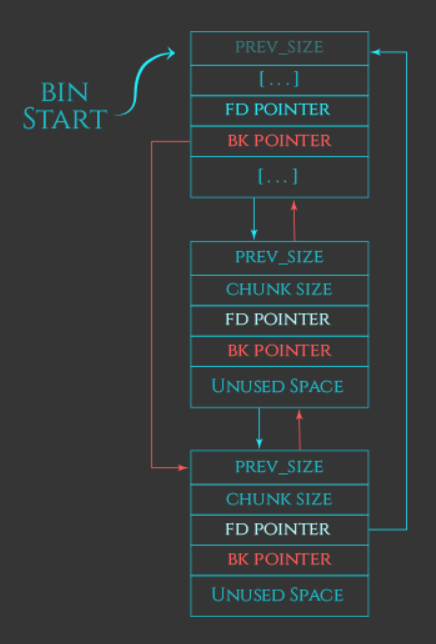 BIN
START
PREV_SIZE
[...]
FD POINTER
BK POINTER
[...]
PREV_SIZE
CHUNK SIZE
FD POINTER
BK POINTER
UNUSED SPACE
PREV_SIZE
CHUNK SIZE
FD POINTER
BK POINTER
UNUSED SPACE